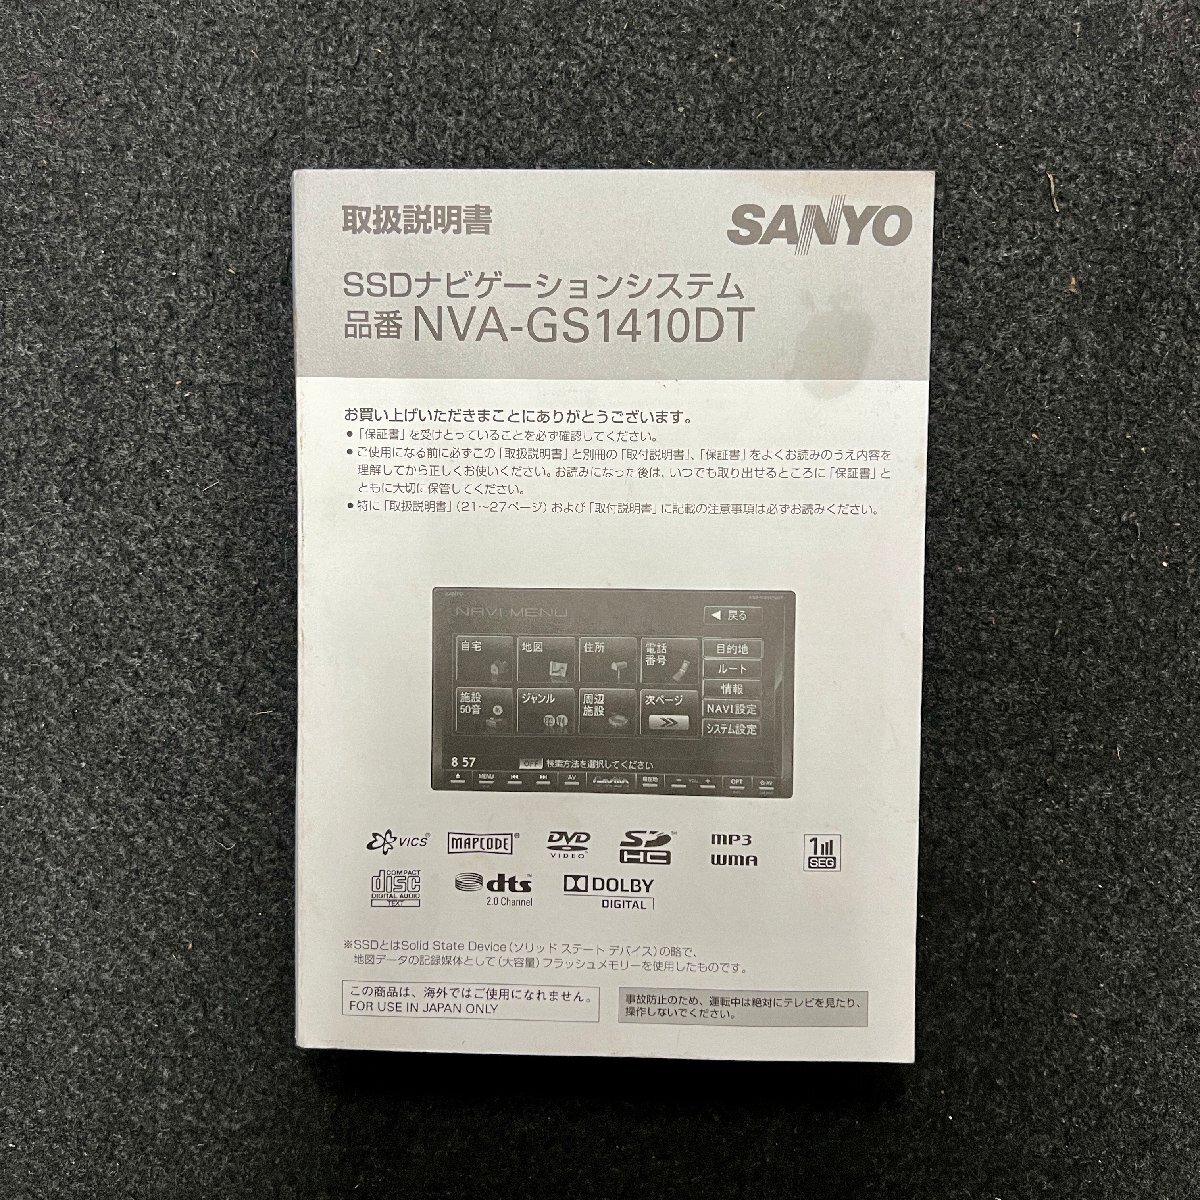 取扱説明書
SANYO
SSDナビゲーションシステム
品番 NVA-GS1410DT
お買い上げいただきまことにありがとうございます。
●「保証書」を受けとっていることを必ず確認してください。
●ご使用になる前に必ずこの「取扱説明書」と別冊の「取付説明書」、「保証書」をよくお読みのうえ内容を
理解してから正しくお使いください。お読みになった後は、いつでも取り出せるところに「保証書」と
ともに大切に保管してください。
●特に「取扱説明書」(21〜27ページ)および「取付説明書」に記載の注意事項は必ずお読みください。
SANYO
NAVI MENU
◀ 戻る
自宅 地図 住所 電話番号 目的地
ルート
情報
施設50音 ジャンル 周辺施設 次ページ NAVI設定
システム設定
8 57 OFF 検索方法を選択してください
MENU AV 現在地 − VOL + OPT
VICS® MAPCODE® DVD VIDEO SD HC™ MP3 WMA 1SEG
COMPACT disc DIGITAL AUDIO TEXT dts™ 2.0 Channel DOLBY DIGITAL
※SSDとはSolid State Device(ソリッド ステート デバイス)の略で、
地図データの記録媒体として(大容量)フラッシュメモリーを使用したものです。
この商品は、海外ではご使用になれません。
FOR USE IN JAPAN ONLY
事故防止のため、運転中は絶対にテレビを見たり、
操作しないでください。